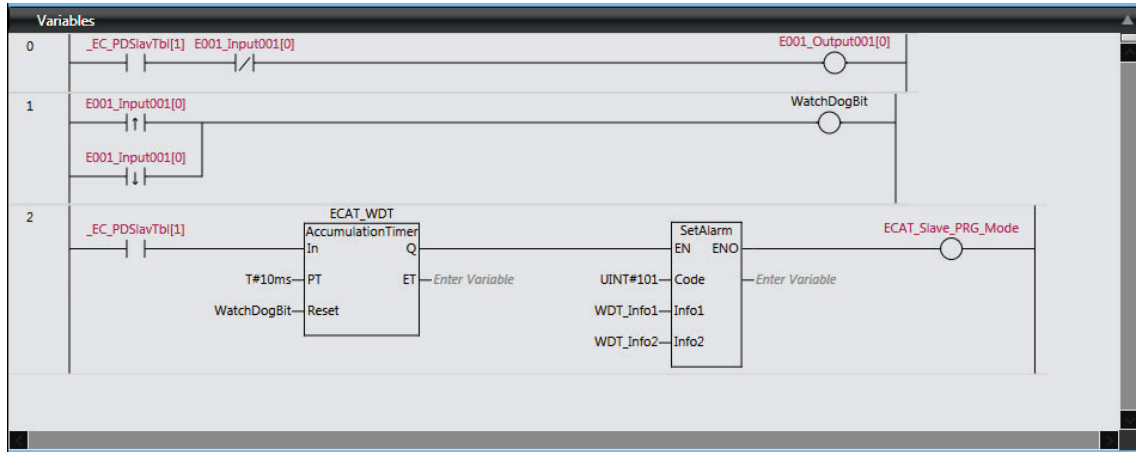 Variables
0
_EC_PDSlavTbl[1] E001_Input001[0] E001_Output001[0]
1
E001_Input001[0] WatchDogBit
E001_Input001[0]
2
ECAT_WDT
_EC_PDSlavTbl[1] AccumulationTimer SetAlarm ECAT_Slave_PRG_Mode
In Q EN ENO
T#10ms PT ET Enter Variable UINT#101 Code Enter Variable
WatchDogBit Reset WDT_Info1 Info1
WDT_Info2 Info2